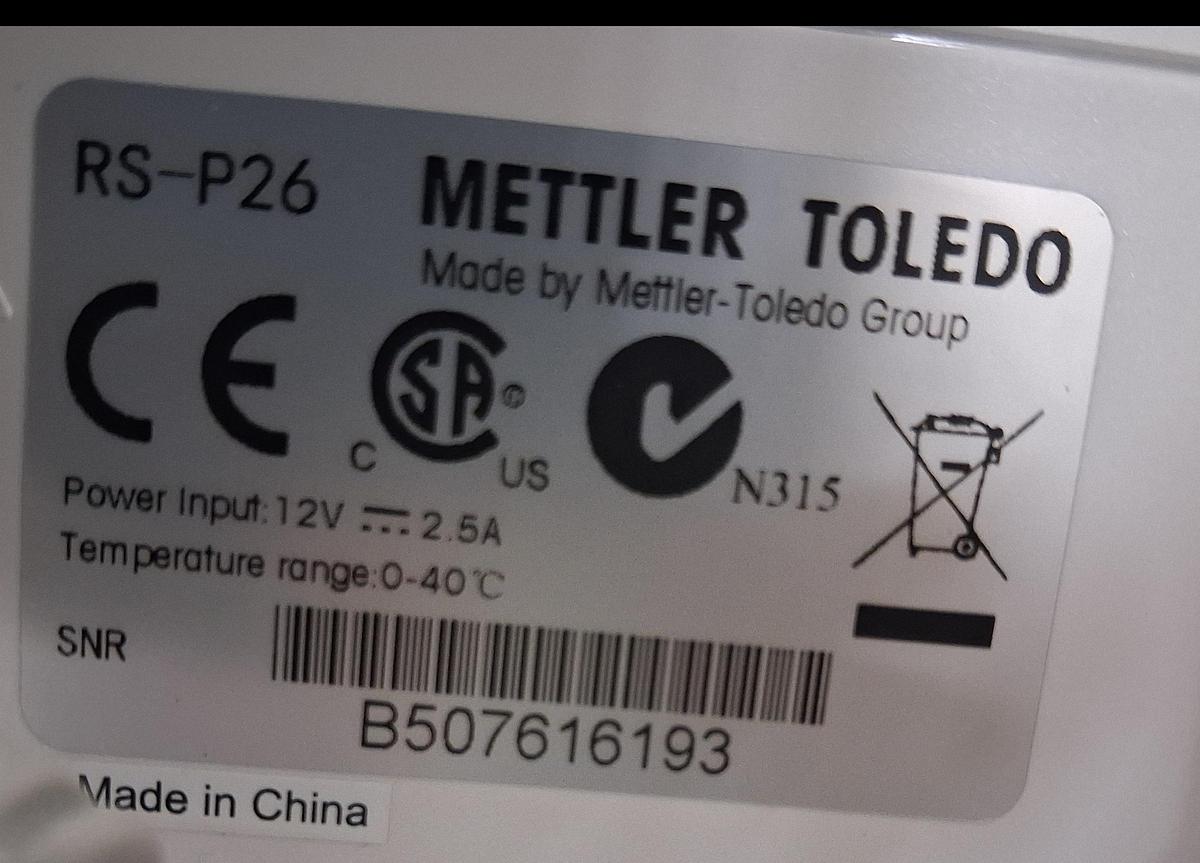 RS-P26
METTLER TOLEDO
Made by Mettler-Toledo Group
CE
C SA © US
N315
Power Input:12V ⎓ 2.5A
Temperature range:0-40℃
SNR
B507616193
Made in China